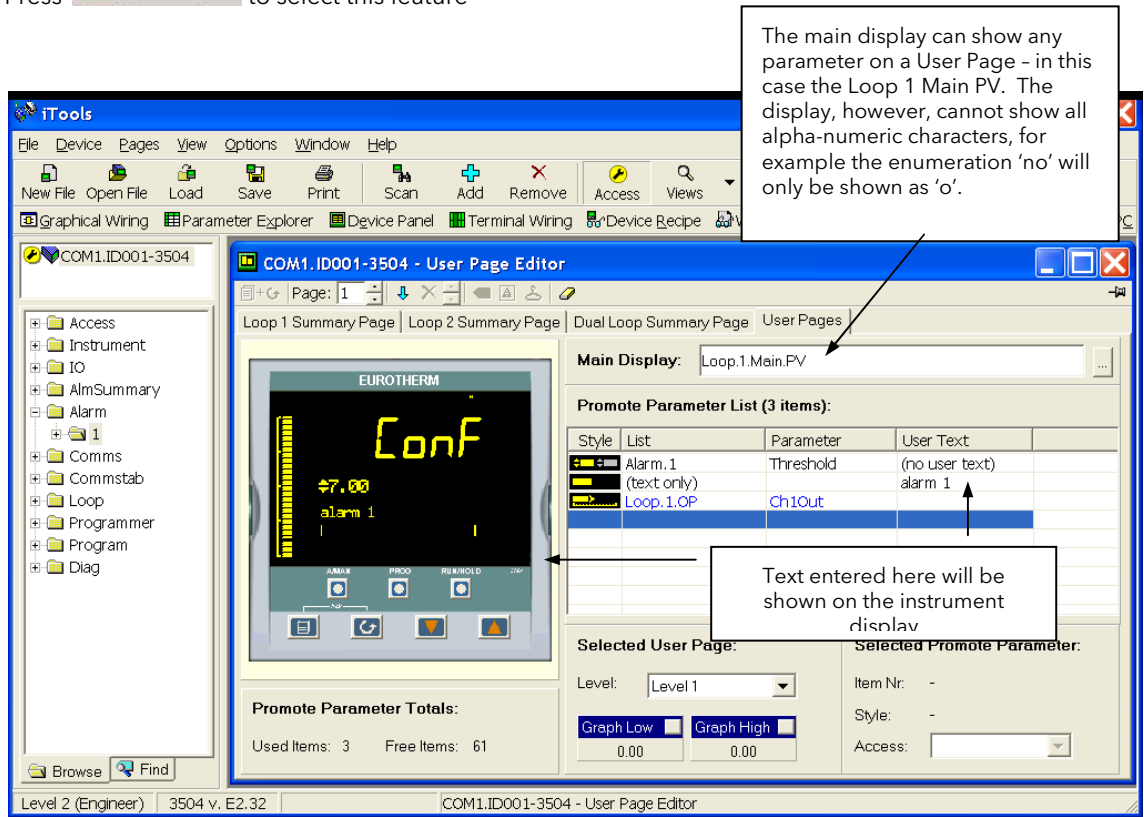 Press to select this feature
The main display can show any
parameter on a User Page – in this
case the Loop 1 Main PV. The
display, however, cannot show all
alpha-numeric characters, for
example the enumeration ‘no’ will
only be shown as ‘o’.
iTools
File Device Pages View Options Window Help
New File Open File Load Save Print Scan Add Remove Access Views
Graphical Wiring Parameter Explorer Device Panel Terminal Wiring Device Recipe
COM1.ID001-3504
COM1.ID001-3504 - User Page Editor
Page: 1
Loop 1 Summary Page Loop 2 Summary Page Dual Loop Summary Page User Pages
Access
Instrument
IO
AlmSummary
Alarm
1
Comms
Commstab
Loop
Programmer
Program
Diag
Browse Find
EUROTHERM
ConF
7.00
alarm 1
A/MAN PROG RUN/HOLD
Main Display: Loop.1.Main.PV ...
Promote Parameter List (3 items):
Style List Parameter User Text
Alarm.1 Threshold (no user text)
(text only) alarm 1
Loop.1.OP Ch1Out
Text entered here will be
shown on the instrument
display
Promote Parameter Totals:
Used Items: 3 Free Items: 61
Selected User Page:
Level: Level 1
Graph Low Graph High
0.00 0.00
Selected Promote Parameter:
Item Nr: -
Style: -
Access:
Level 2 (Engineer) 3504 v. E2.32 COM1.ID001-3504 - User Page Editor